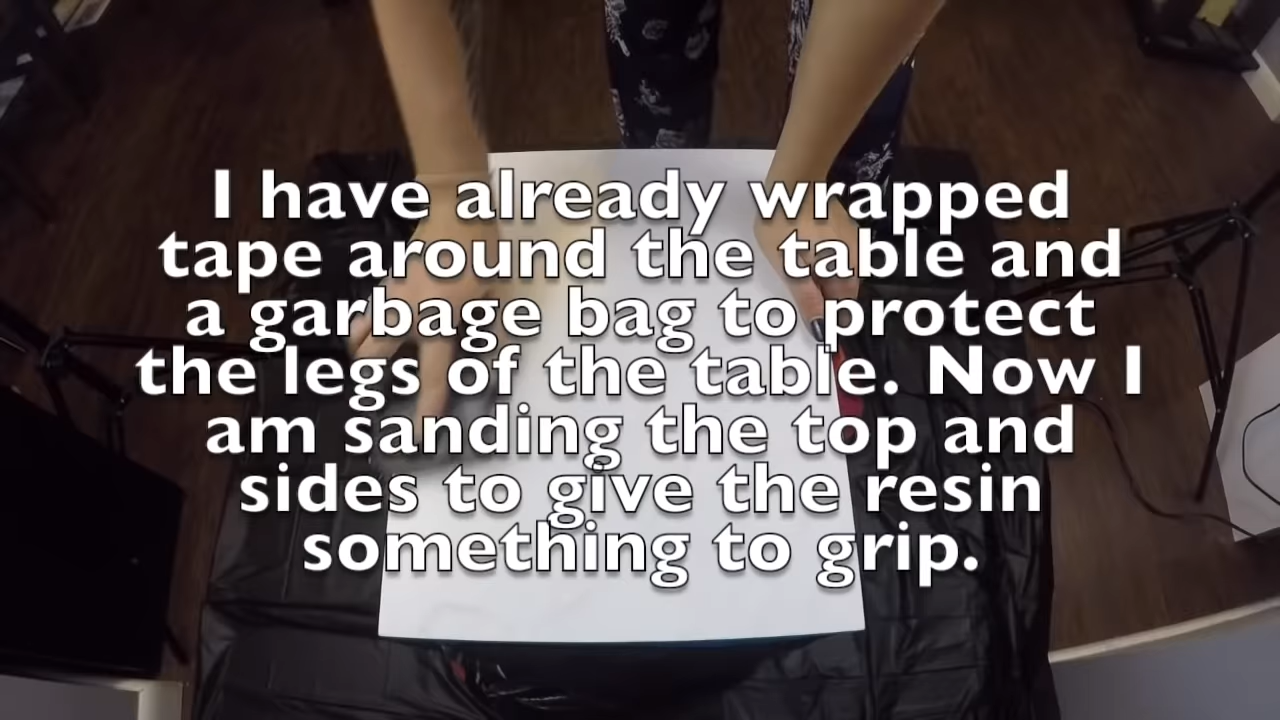 I have already wrapped
tape around the table and
a garbage bag to protect
the legs of the table. Now I
am sanding the top and
sides to give the resin
something to grip.